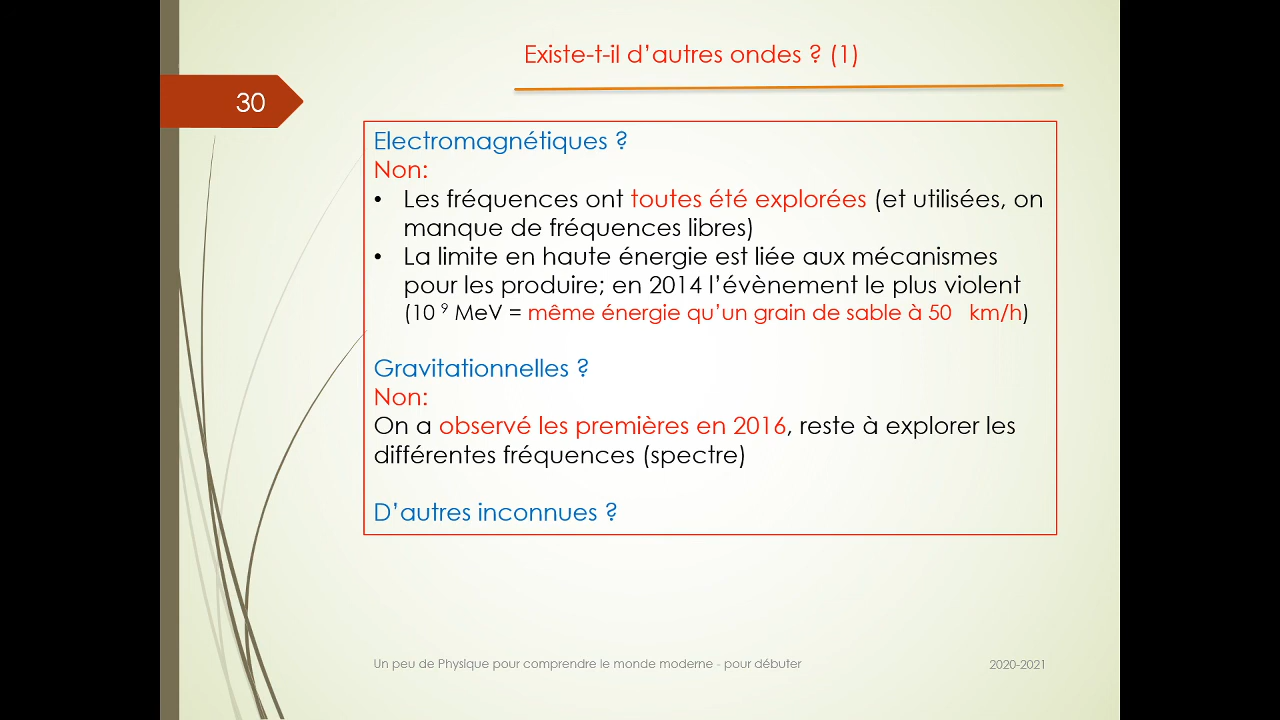 Existe-t-il d’autres ondes ? (1)
30
Electromagnétiques ?
Non:
• Les fréquences ont toutes été explorées (et utilisées, on
manque de fréquences libres)
• La limite en haute énergie est liée aux mécanismes
pour les produire; en 2014 l’évènement le plus violent
(10 ⁹ MeV = même énergie qu’un grain de sable à 50 km/h)
Gravitationnelles ?
Non:
On a observé les premières en 2016, reste à explorer les
différentes fréquences (spectre)
D’autres inconnues ?
Un peu de Physique pour comprendre le monde moderne - pour débuter
2020-2021